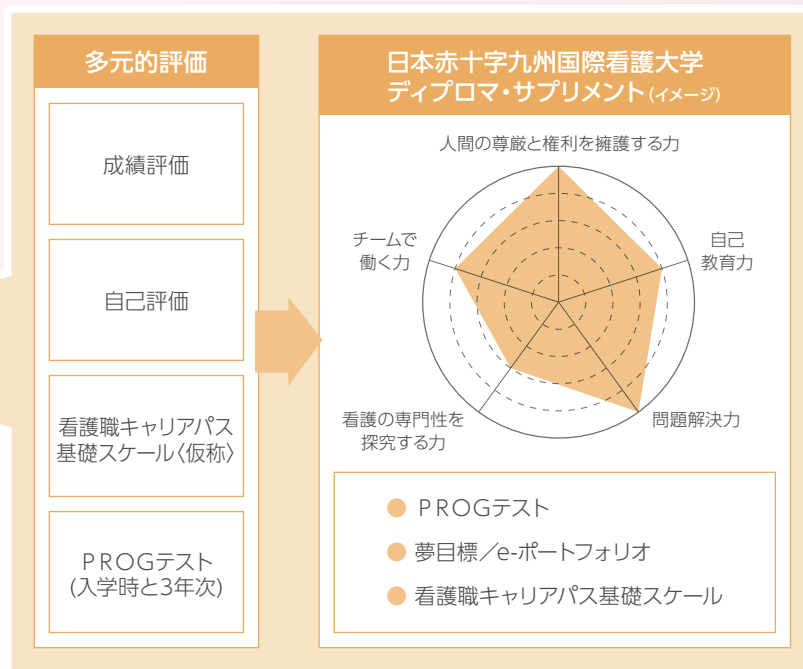 多元的評価
成績評価
自己評価
看護職キャリアパス
基礎スケール〈仮称〉
PROGテスト
(入学時と3年次)
日本赤十字九州国際看護大学
ディプロマ・サプリメント(イメージ)
人間の尊厳と権利を擁護する力
チームで
働く力
自己
教育力
看護の専門性を
探究する力
問題解決力
● PROGテスト
● 夢目標／e-ポートフォリオ
● 看護職キャリアパス基礎スケール